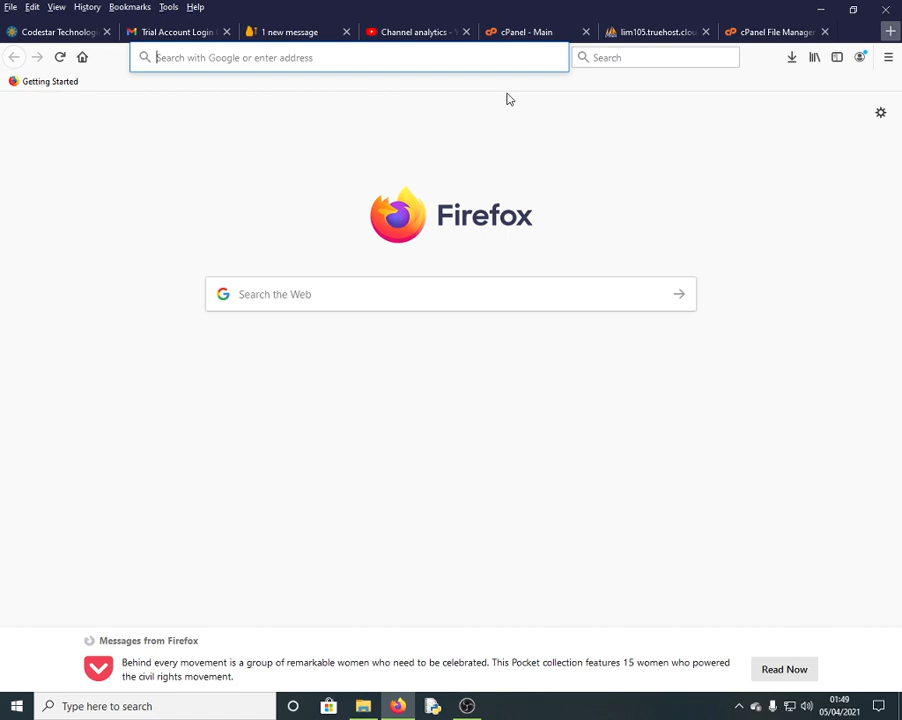 File Edit View History Bookmarks Tools Help
Codestar Technologi Trial Account Login 1 new message Channel analytics - Y cPanel - Main lim105.truehost.clou cPanel File Manager
Search with Google or enter address Search
Getting Started
Firefox
Search the Web
Messages from Firefox
Behind every movement is a group of remarkable women who need to be celebrated. This Pocket collection features 15 women who powered
the civil rights movement.
Read Now
Type here to search
01:49
05/04/2021